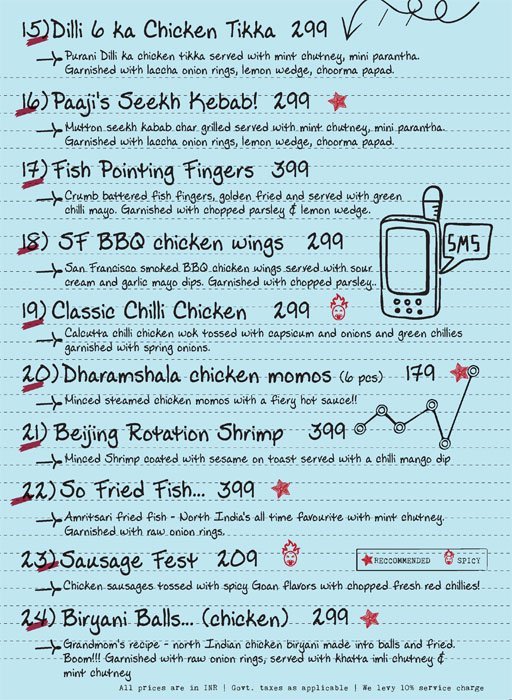 15) Dilli 6 ka Chicken Tikka 299
Purani Dilli ka chicken tikka served with mint chutney, mini parantha.
Garnished with laccha onion rings, lemon wedge, choorma papad.
16) Paaji's Seekh Kebab! 299
Mutton seekh kabab char grilled served with mint chutney, mini parantha.
Garnished with laccha onion rings, lemon wedge, choorma papad.
17) Fish Pointing Fingers 399
Crumb battered fish fingers, golden fried and served with green
chilli mayo. Garnished with chopped parsley & lemon wedge.
18) SF BBQ chicken wings 299
San Francisco smoked BBQ chicken wings served with sour
cream and garlic mayo dips. Garnished with chopped parsley..
SMS
19) Classic Chilli Chicken 299
Calcutta chilli chicken wok tossed with capsicum and onions and green chillies
garnished with spring onions.
20) Dharamshala chicken momos (6 pcs) 179
Minced steamed chicken momos with a fiery hot sauce!!
21) Beijing Rotation Shrimp 399
Minced Shrimp coated with sesame on toast served with a chilli mango dip
22) So Fried Fish... 399
Amritsari fried fish - North India's all time favourite with mint chutney.
Garnished with raw onion rings.
23) Sausage Fest 209
RECCOMMENDED SPICY
Chicken sausages tossed with spicy Goan flavors with chopped fresh red chillies!
24) Biryani Balls... (chicken) 299
Grandmom's recipe - north Indian chicken biryani made into balls and fried.
Boom!!! Garnished with raw onion rings, served with khatta imli chutney &
mint chutney
All prices are in INR | Govt. taxes as applicable | We levy 10% service charge